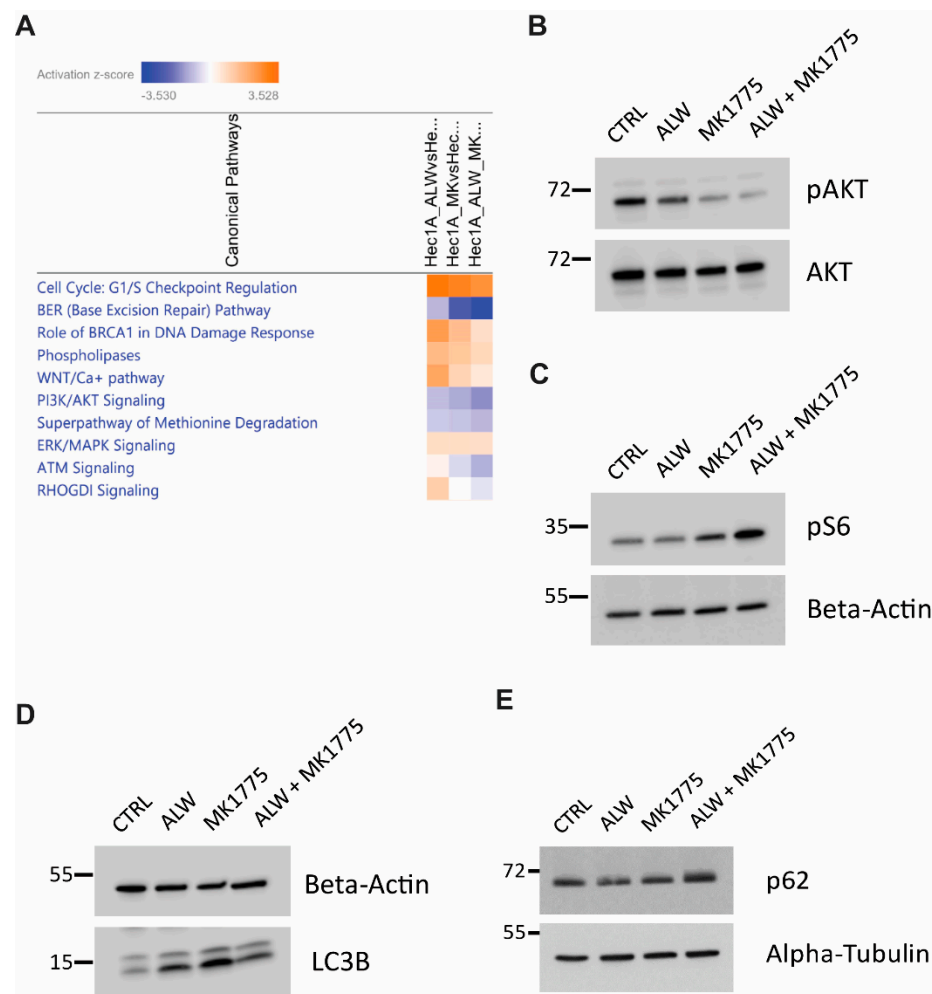 A
Activation z-score
-3.530 3.528
Canonical Pathways
Hec1A_ALWvsHe...
Hec1A_MKvsHec...
Hec1A_ALW_MK...
Cell Cycle: G1/S Checkpoint Regulation
BER (Base Excision Repair) Pathway
Role of BRCA1 in DNA Damage Response
Phospholipases
WNT/Ca+ pathway
PI3K/AKT Signaling
Superpathway of Methionine Degradation
ERK/MAPK Signaling
ATM Signaling
RHOGDI Signaling
B
CTRL
ALW
MK1775
ALW + MK1775
72 pAKT
72 AKT
C
CTRL
ALW
MK1775
ALW + MK1775
35 pS6
55 Beta-Actin
D
CTRL
ALW
MK1775
ALW + MK1775
55 Beta-Actin
15 LC3B
E
CTRL
ALW
MK1775
ALW + MK1775
72 p62
55 Alpha-Tubulin